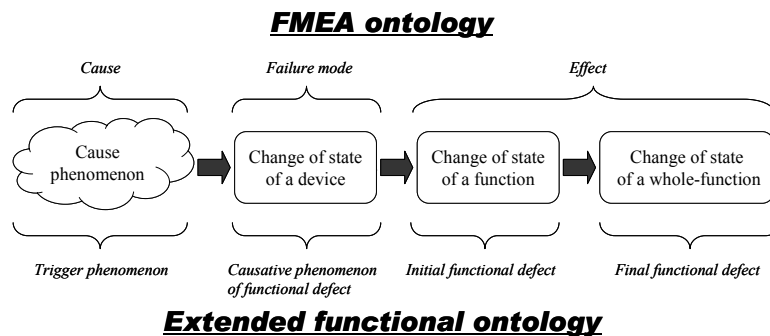 FMEA ontology
Cause
Failure mode
Effect
Cause
phenomenon
Change of state
of a device
Change of state
of a function
Change of state
of a whole-function
Trigger phenomenon
Causative phenomenon
of functional defect
Initial functional defect
Final functional defect
Extended functional ontology